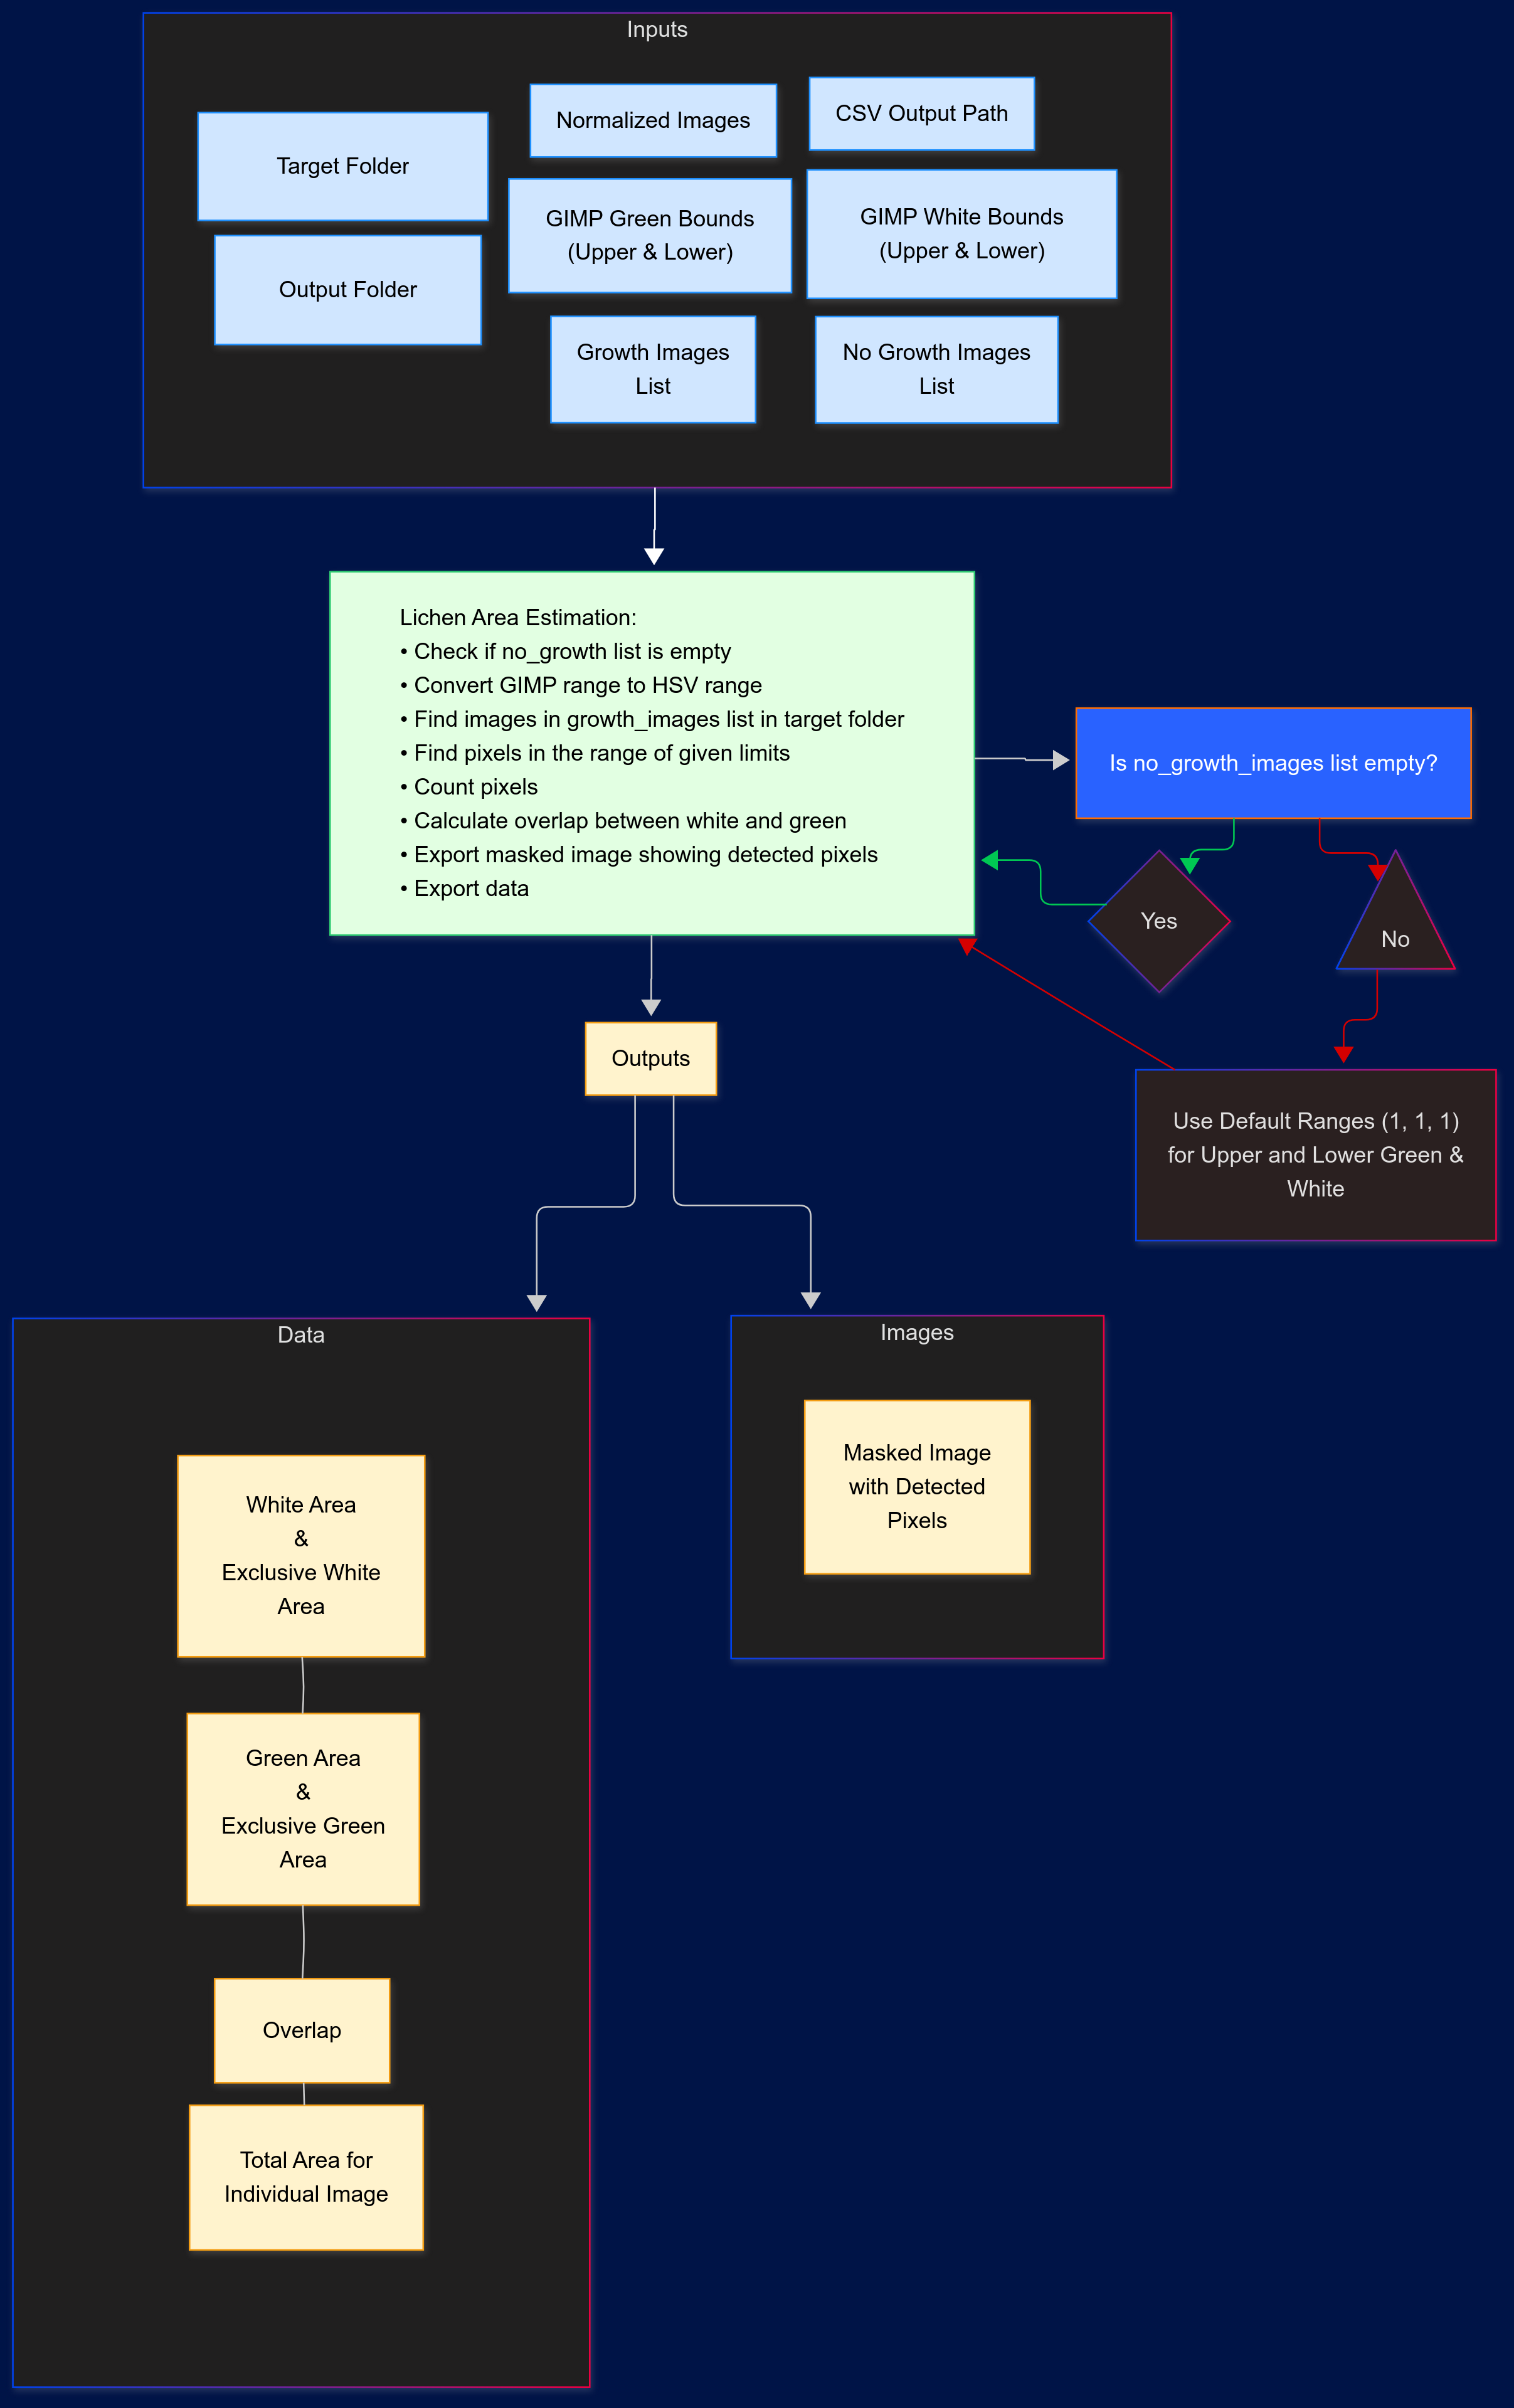 Inputs
Target Folder
Output Folder
Normalized Images
CSV Output Path
GIMP Green Bounds
(Upper & Lower)
GIMP White Bounds
(Upper & Lower)
Growth Images
List
No Growth Images
List
Lichen Area Estimation:
• Check if no_growth list is empty
• Convert GIMP range to HSV range
• Find images in growth_images list in target folder
• Find pixels in the range of given limits
• Count pixels
• Calculate overlap between white and green
• Export masked image showing detected pixels
• Export data
Is no_growth_images list empty?
Yes
No
Use Default Ranges (1, 1, 1)
for Upper and Lower Green &
White
Outputs
Data
White Area
&
Exclusive White
Area
Green Area
&
Exclusive Green
Area
Overlap
Total Area for
Individual Image
Images
Masked Image
with Detected
Pixels